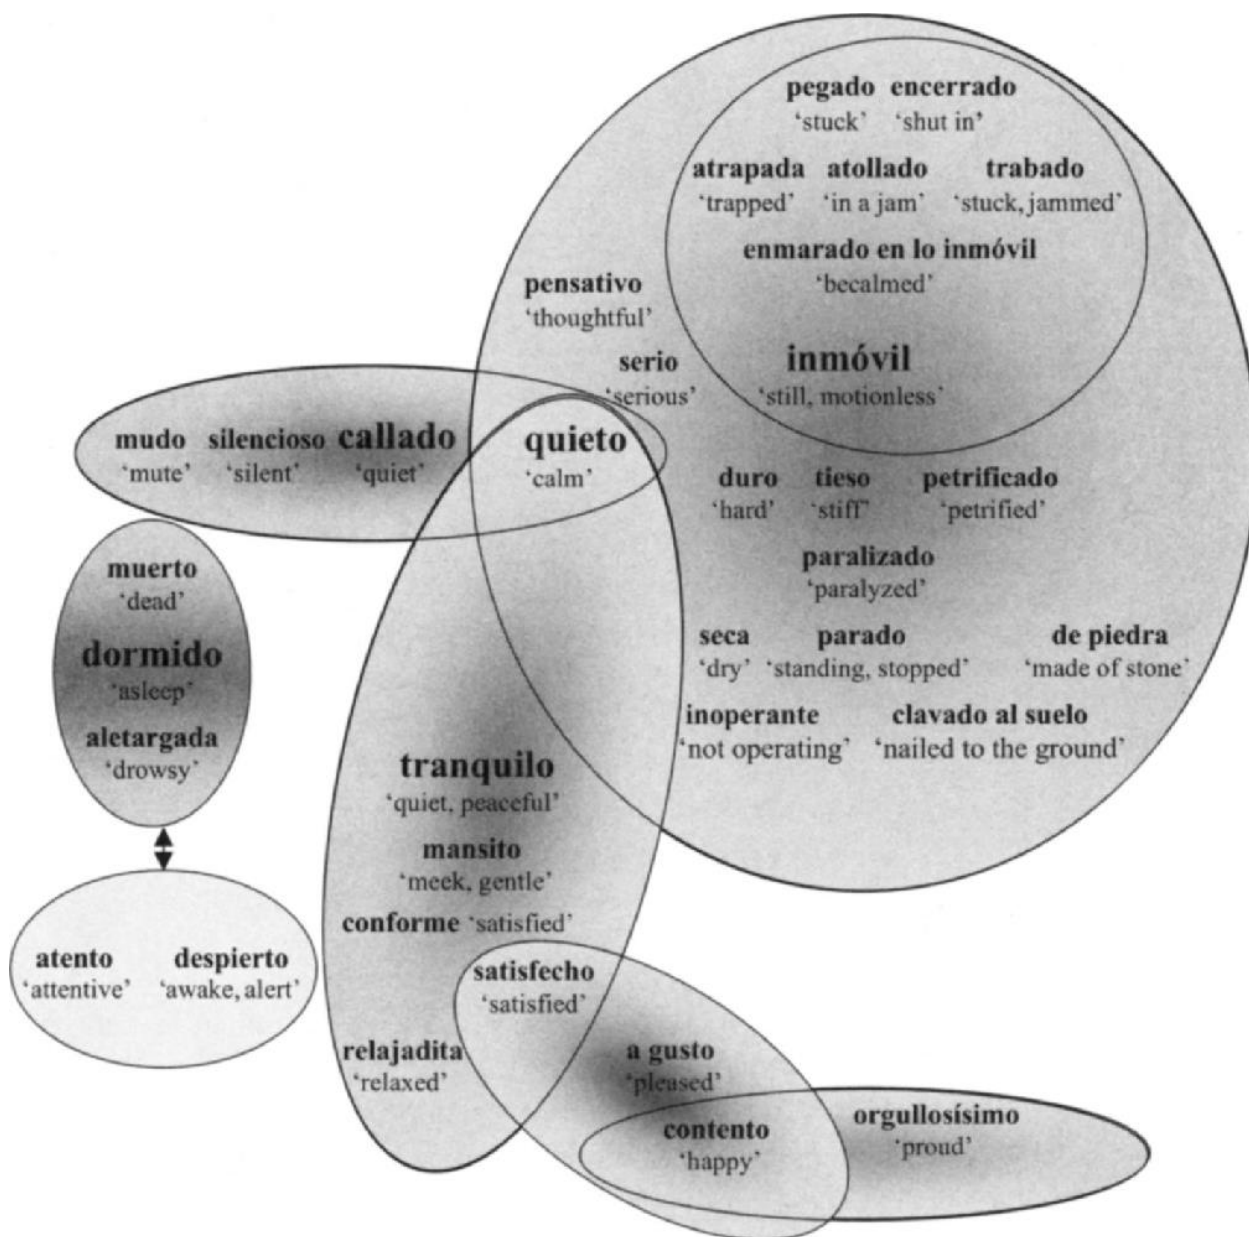 pegado encerrado
‘stuck’ ‘shut in’
atrapada atollado trabado
‘trapped’ ‘in a jam’ ‘stuck, jammed’
enmarado en lo inmóvil
‘becalmed’
pensativo
‘thoughtful’
serio inmóvil
‘serious’ ‘still, motionless’
mudo silencioso callado quieto
‘mute’ ‘silent’ ‘quiet’ ‘calm’
duro tieso petrificado
‘hard’ ‘stiff’ ‘petrified’
paralizado
‘paralyzed’
muerto
‘dead’
dormido
‘asleep’
aletargada
‘drowsy’
seca parado de piedra
‘dry’ ‘standing, stopped’ ‘made of stone’
inoperante clavado al suelo
‘not operating’ ‘nailed to the ground’
tranquilo
‘quiet, peaceful’
mansito
‘meek, gentle’
conforme ‘satisfied’
atento despierto
‘attentive’ ‘awake, alert’
satisfecho
‘satisfied’
relajadita a gusto
‘relaxed’ ‘pleased’
contento orgullosísimo
‘happy’ ‘proud’